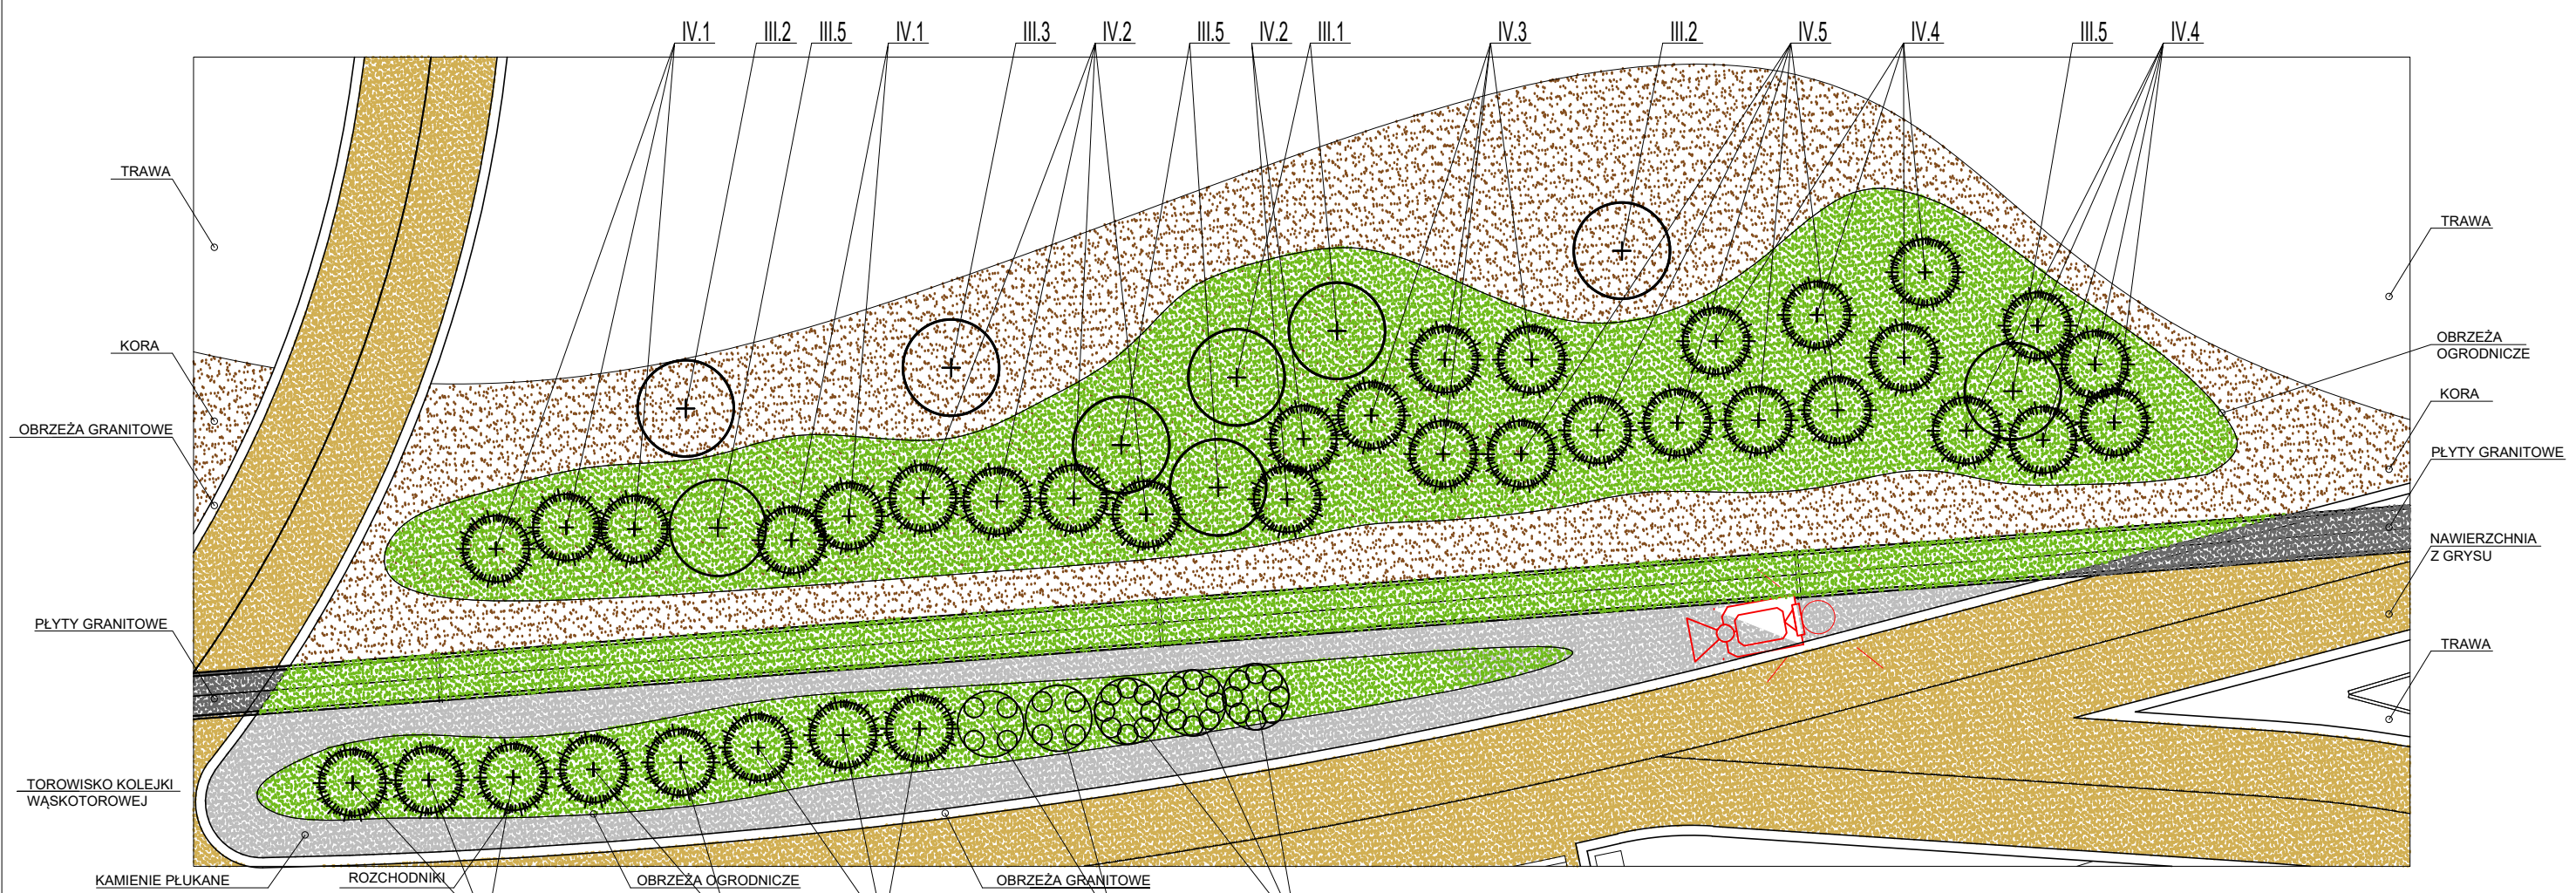 IV.1
III.2
III.5
IV.1
III.3
IV.2
III.5
IV.2
III.1
IV.3
III.2
IV.5
IV.4
III.5
IV.4
TRAWA
KORA
OBRZEŻA GRANITOWE
PŁYTY GRANITOWE
TOROWISKO KOLEJKI
WĄSKOTOROWEJ
KAMIENIE PŁUKANE
ROZCHODNIKI
OBRZEŻA OGRODNICZE
OBRZEŻA GRANITOWE
TRAWA
OBRZEŻA
OGRODNICZE
KORA
PŁYTY GRANITOWE
NAWIERZCHNIA
Z GRYSU
TRAWA